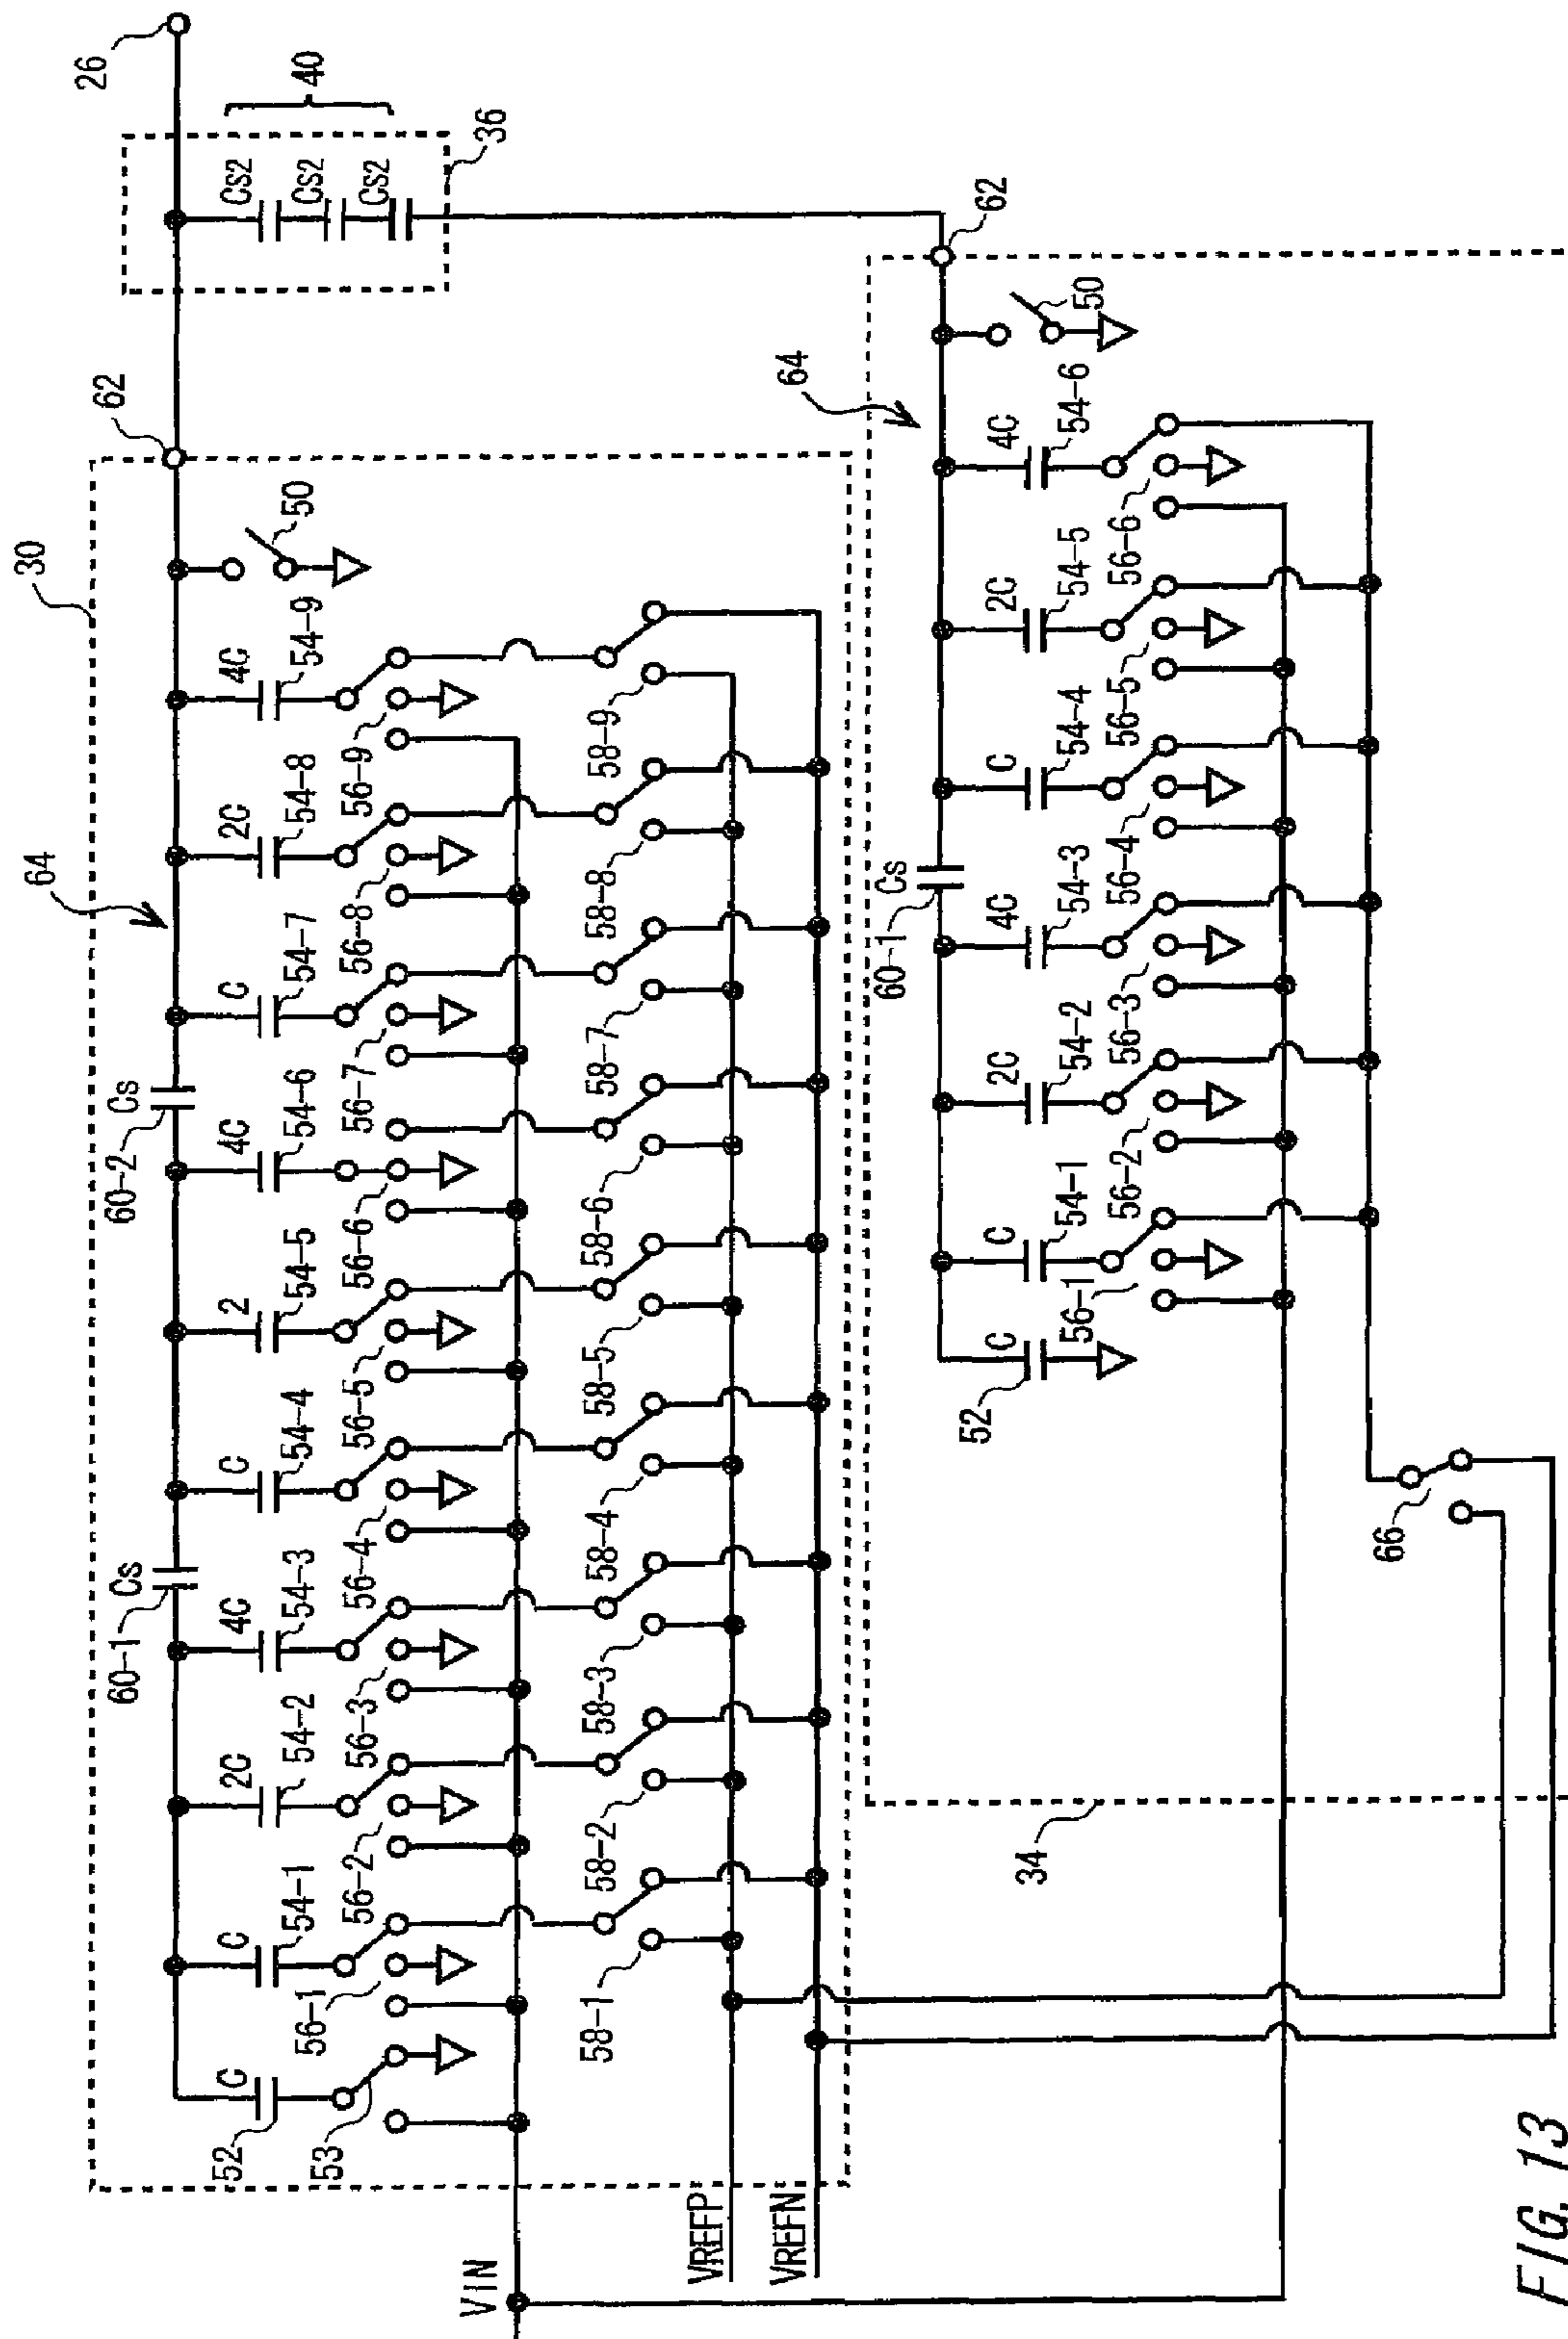 30
26
60-1 Cs
60-2 Cs
64
62
C C 2C 4C C 2 4C C 2C 4C
Cs2 Cs2 Cs2
40
36
52 53
54-1 54-2 54-3 54-4 54-5 54-6 54-7 54-8 54-9 50
56-1 56-2 56-3 56-4 56-5 56-6 56-7 56-8 56-9
VIN
58-1 58-2 58-3 58-4 58-5 58-6 58-7 58-8 58-9
VREFP
VREFN
60-1 Cs
64
62
52
C C 2C 4C C 2C 4C
54-1 54-2 54-3 54-4 54-5 54-6 50
56-1 56-2 56-3 56-4 56-5 56-6
34
66
FIG. 13